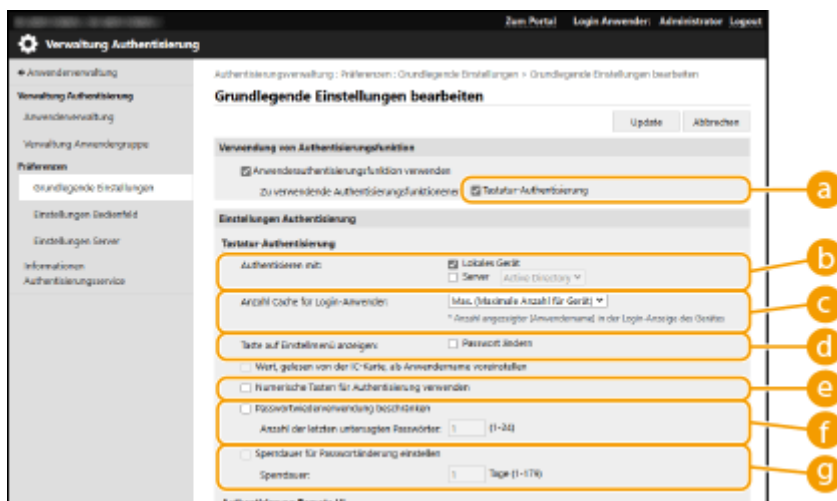 Zum Portal Login Anwender: Administrator Logout
Verwaltung Authentisierung
Anwenderverwaltung
Verwaltung Authentisierung
Anwenderverwaltung
Verwaltung Anwendergruppe
Präferenzen
Grundlegende Einstellungen
Einstellungen Bedienfeld
Einstellungen Server
Informationen
Authentisierungsservice
Authentisierungsverwaltung : Präferenzen : Grundlegende Einstellungen > Grundlegende Einstellungen bearbeiten
Grundlegende Einstellungen bearbeiten
Update Abbrechen
Verwendung von Authentisierungsfunktion
Anwenderauthentisierungsfunktion verwenden
Zu verwendende Authentisierungsfunktionen: Tastatur-Authentisierung
a
Einstellungen Authentisierung
Tastatur-Authentisierung
Authentisieren mit: Lokales Gerät
Server Active Directory
b
Anzahl Cache für Login-Anwender: Max. (Maximale Anzahl für Gerät)
* Anzahl angezeigter [Anwendername] in der Login-Anzeige des Gerätes
c
Taste auf Einstellmenü anzeigen: Passwort ändern
d
Wert, gelesen von der IC-Karte, als Anwendername voreinstellen
Numerische Tasten für Authentisierung verwenden
e
Passwortwiederverwendung beschränken
Anzahl der letzten untersagten Passwörter: 1 (1-24)
f
Sperrdauer für Passwortänderung einstellen
Sperrdauer: 1 Tage (1-179)
g